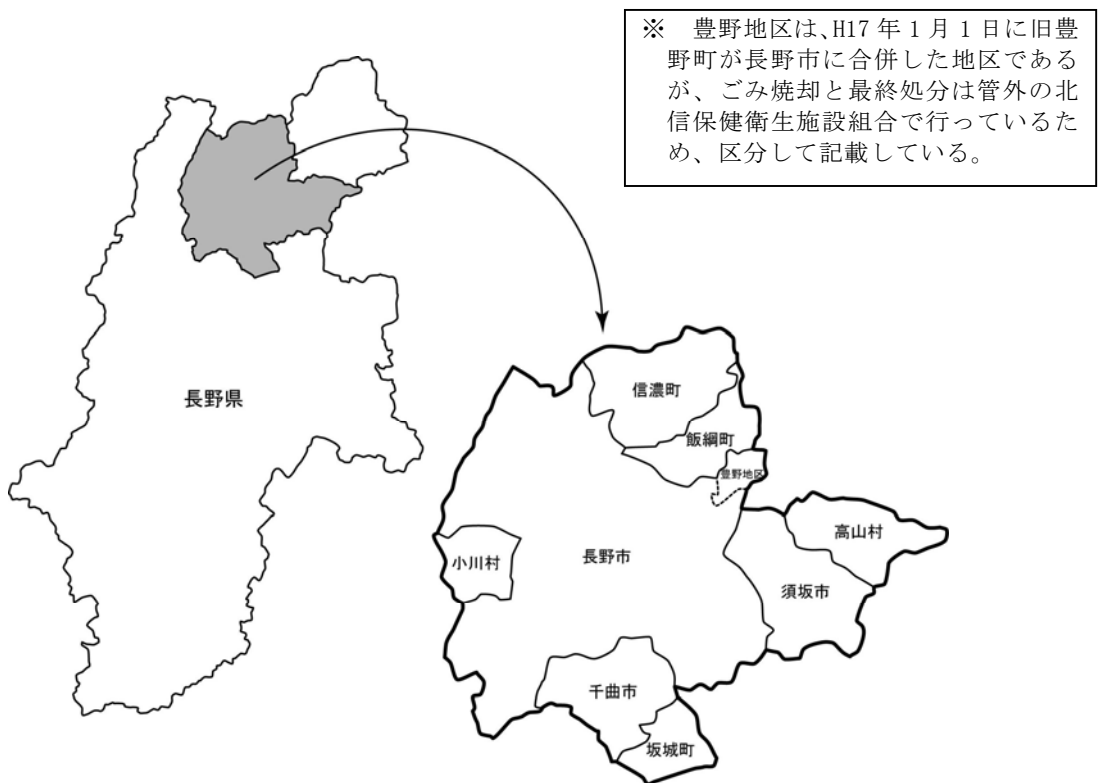 ※　豊野地区は、H17年1月1日に旧豊
野町が長野市に合併した地区である
が、ごみ焼却と最終処分は管外の北
信保健衛生施設組合で行っているた
め、区分して記載している。
長野県
信濃町
飯綱町
豊野地区
高山村
小川村
長野市
須坂市
千曲市
坂城町